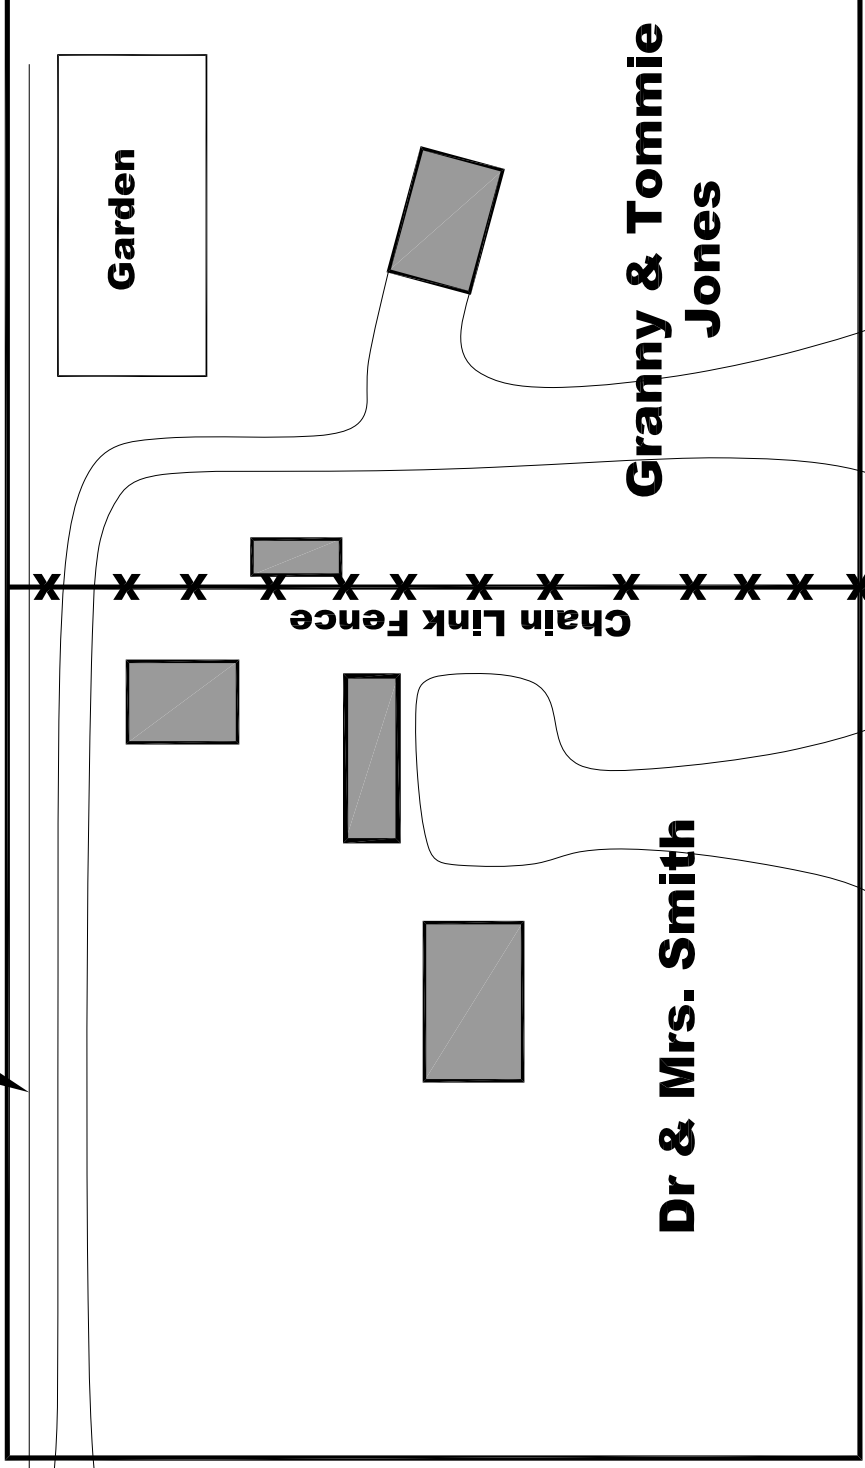 Garden
Granny & Tommie
Jones
X X X X X X X X X X X X X
Chain Link Fence
Dr & Mrs. Smith